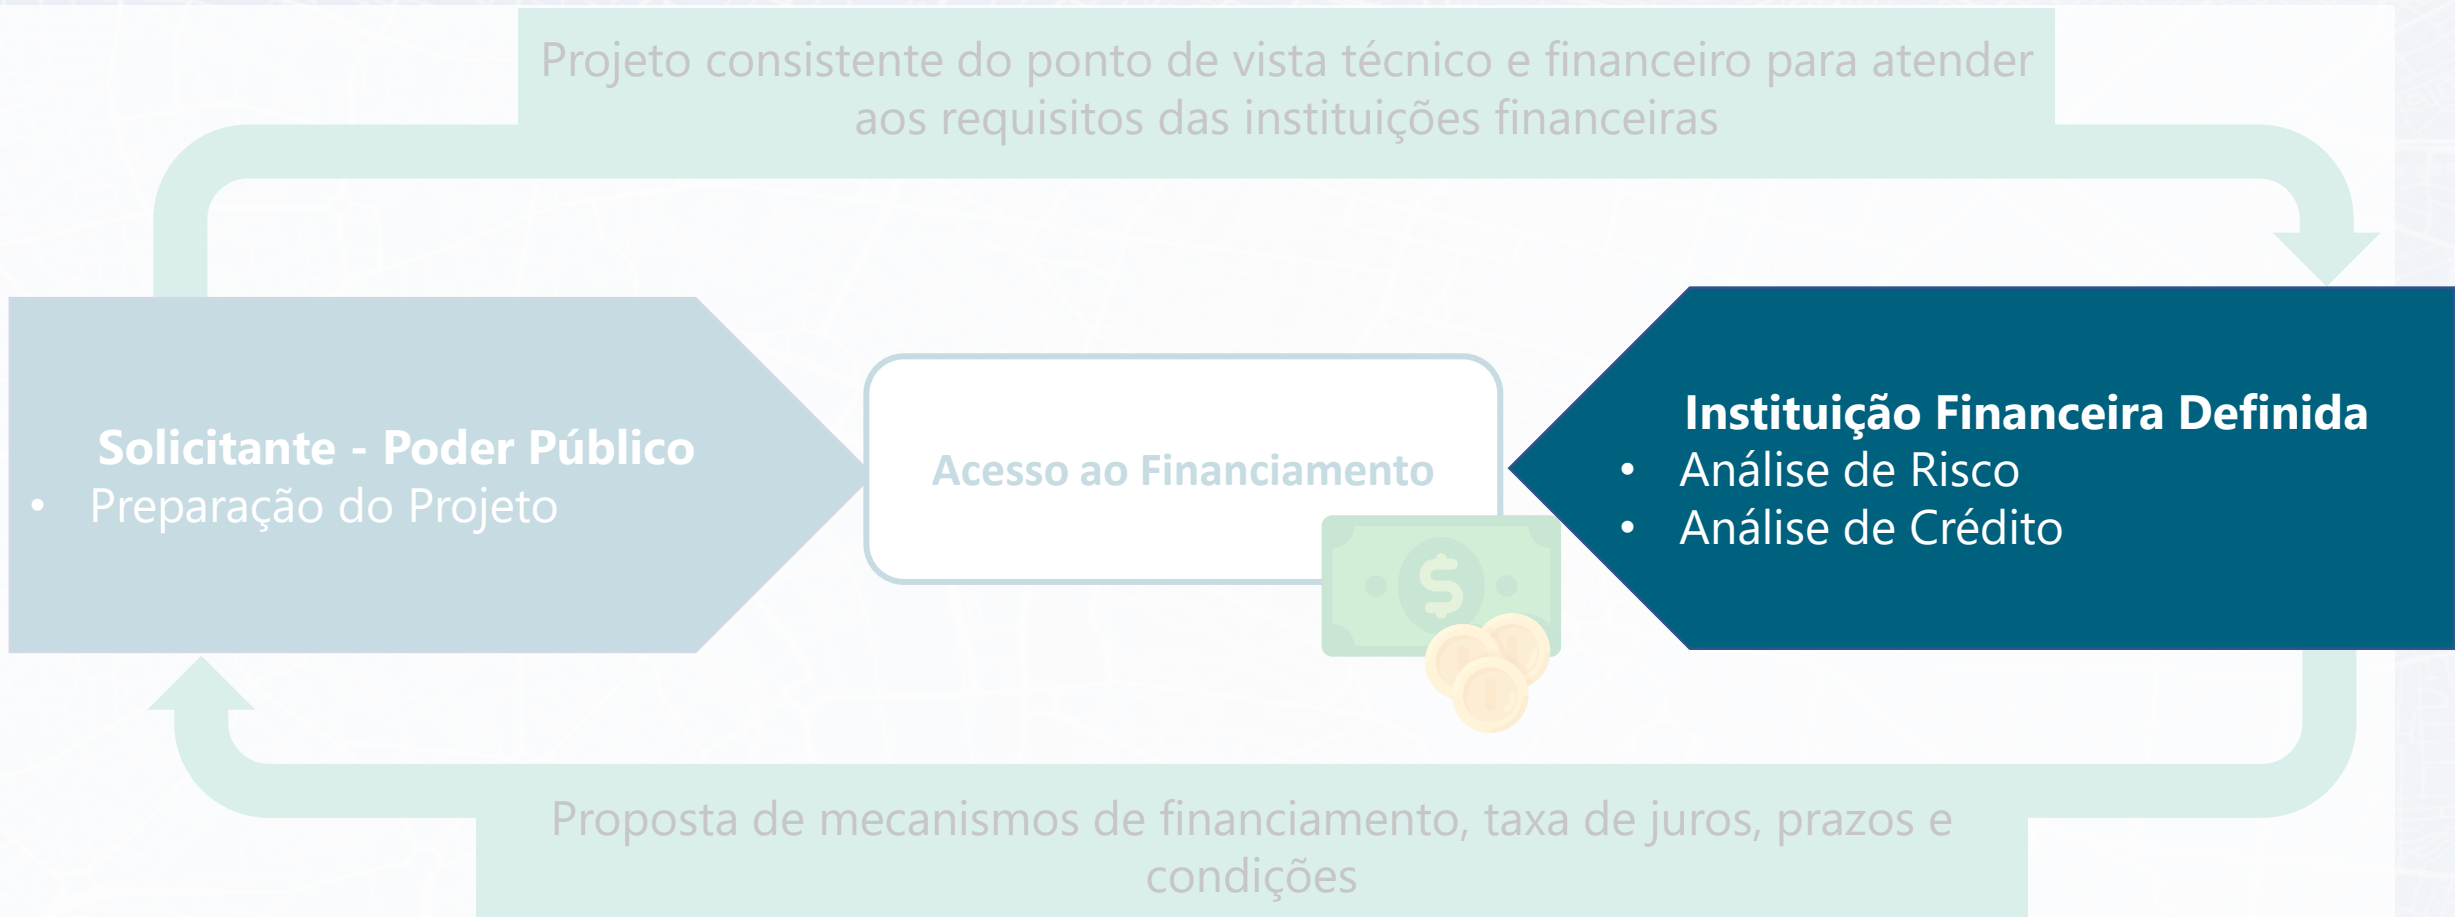 Projeto consistente do ponto de vista técnico e financeiro para atender
aos requisitos das instituições financeiras
Solicitante - Poder Público
• Preparação do Projeto
Acesso ao Financiamento
$
Instituição Financeira Definida
• Análise de Risco
• Análise de Crédito
Proposta de mecanismos de financiamento, taxa de juros, prazos e
condições